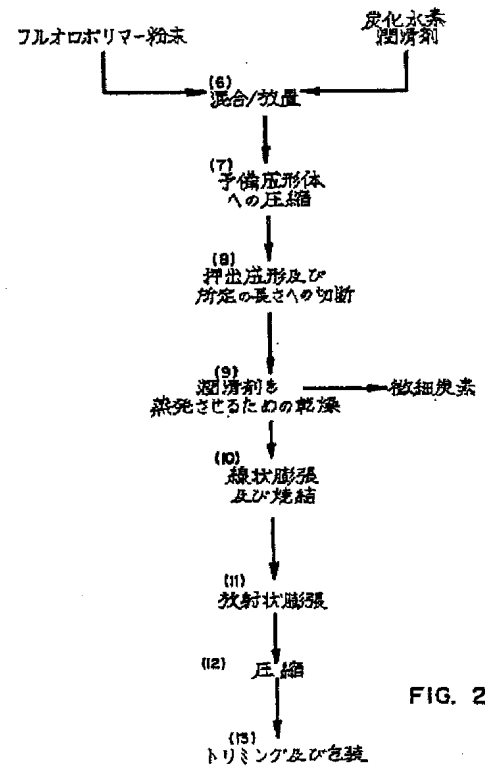 フルオロポリマー粉末
炭化水素
潤滑剤
(6)
混合/放置
(7)
予備成形体
への圧縮
(8)
押出成形及び
所定の長さへの切断
(9)
潤滑剤を
蒸発させるための乾燥
微細炭素
(10)
線状膨張
及び焼結
(11)
放射状膨張
(12)
圧縮
FIG. 2
(13)
トリミング及び包装